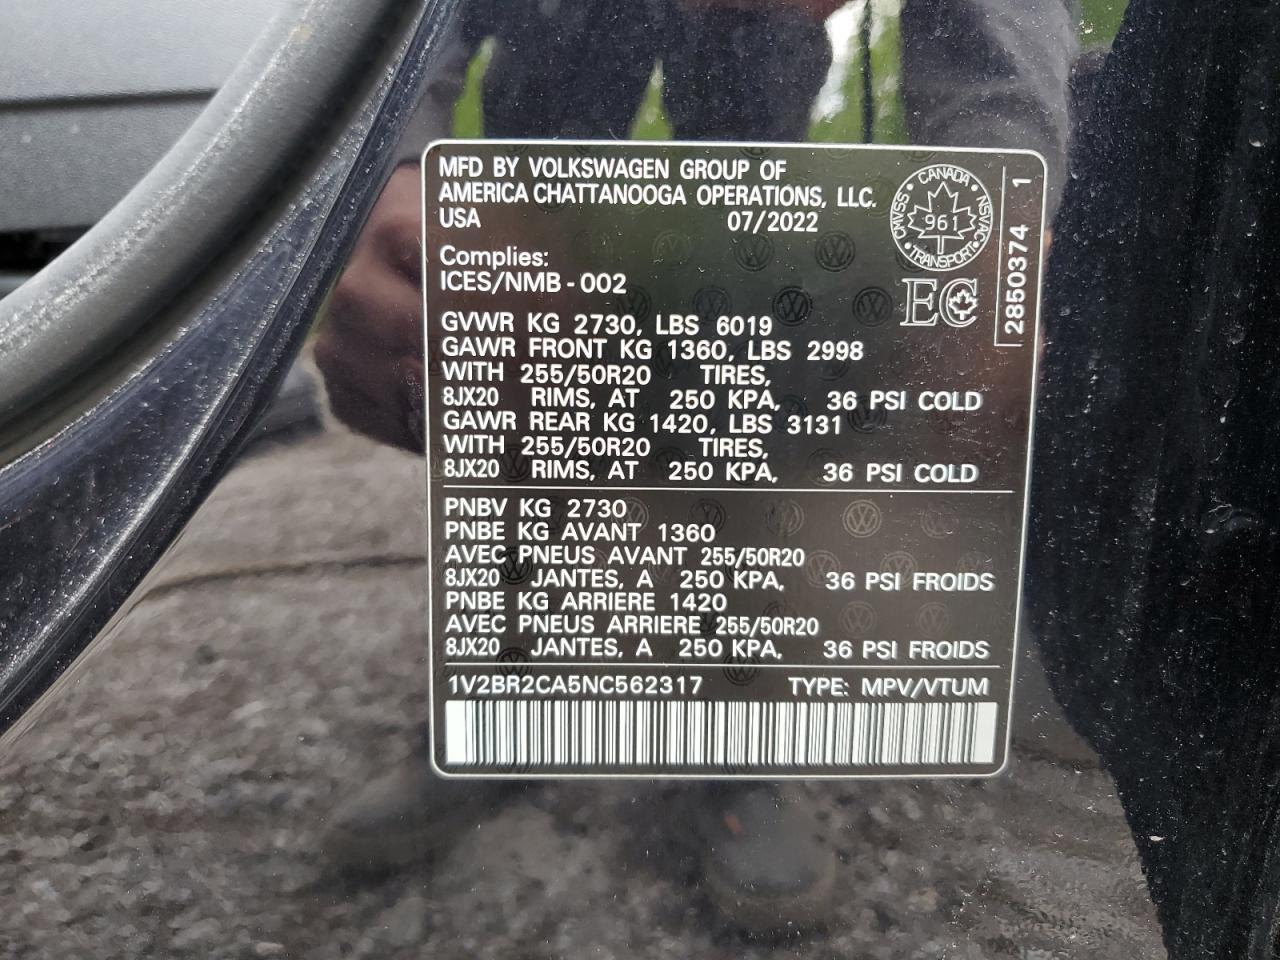 MFD BY VOLKSWAGEN GROUP OF
AMERICA CHATTANOOGA OPERATIONS, LLC.
USA 07/2022
Complies:
ICES/NMB-002
CANADA
CMVSS NSVAC
961
TRANSPORT
EC
2850374 1
GVWR KG 2730, LBS 6019
GAWR FRONT KG 1360, LBS 2998
WITH 255/50R20 TIRES,
8JX20 RIMS, AT 250 KPA, 36 PSI COLD
GAWR REAR KG 1420, LBS 3131
WITH 255/50R20 TIRES,
8JX20 RIMS, AT 250 KPA, 36 PSI COLD
PNBV KG 2730
PNBE KG AVANT 1360
AVEC PNEUS AVANT 255/50R20
8JX20 JANTES, A 250 KPA, 36 PSI FROIDS
PNBE KG ARRIERE 1420
AVEC PNEUS ARRIERE 255/50R20
8JX20 JANTES, A 250 KPA, 36 PSI FROIDS
1V2BR2CA5NC562317 TYPE: MPV/VTUM